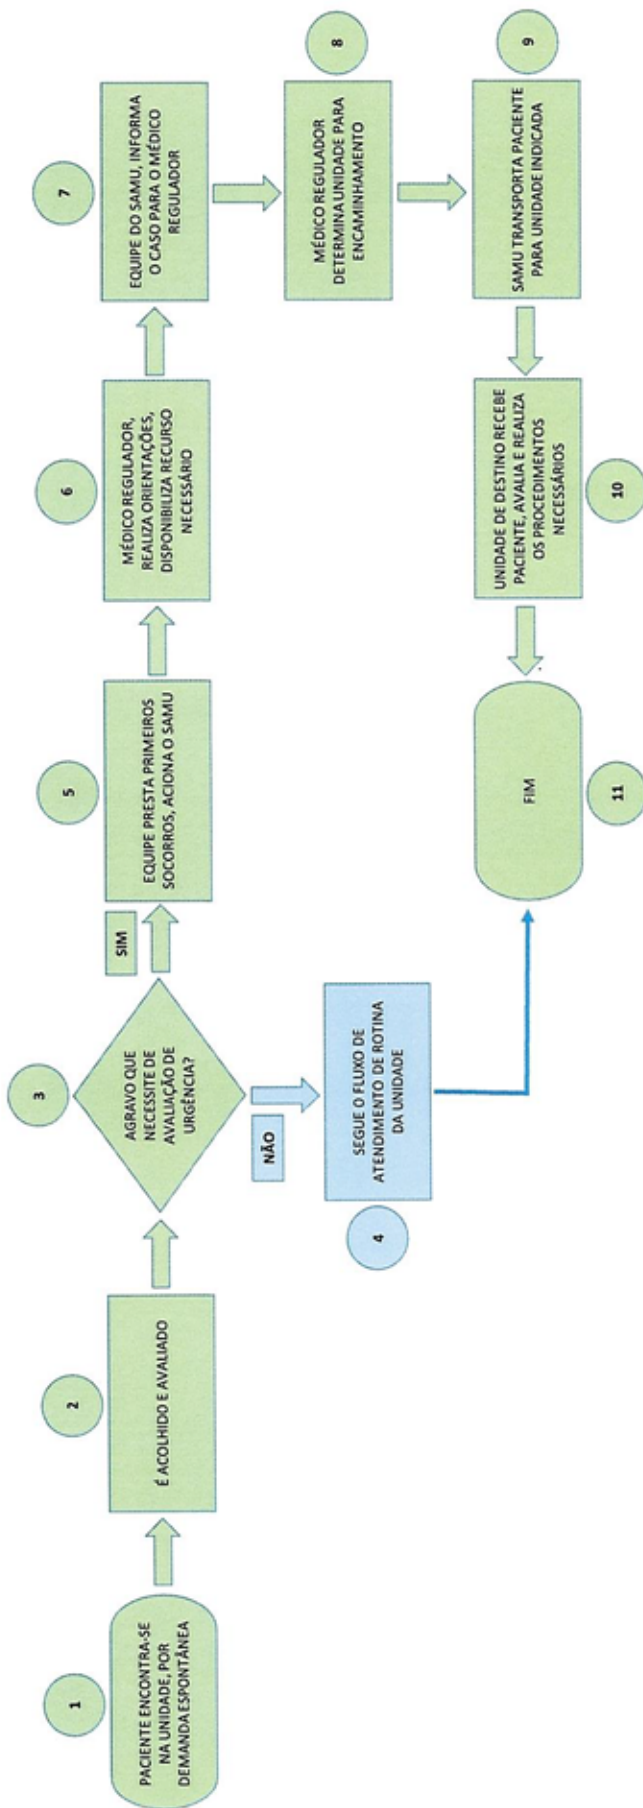 1
PACIENTE ENCONTRA-SE
NA UNIDADE, POR
DEMANDA ESPONTÂNEA
2
É ACOLHIDO E AVALIADO
3
AGRAVO QUE
NECESSITE DE
AVALIAÇÃO DE
URGÊNCIA?
NÃO
4
SEGUE O FLUXO DE
ATENDIMENTO DE ROTINA
DA UNIDADE
SIM
5
EQUIPE PRESTA PRIMEIROS
SOCORROS, ACIONA O SAMU
6
MÉDICO REGULADOR,
REALIZA ORIENTAÇÕES,
DISPONIBILIZA RECURSO
NECESSÁRIO
7
EQUIPE DO SAMU, INFORMA
O CASO PARA O MÉDICO
REGULADOR
8
MÉDICO REGULADOR
DETERMINA UNIDADE PARA
ENCAMINHAMENTO
9
SAMU TRANSPORTA PACIENTE
PARA UNIDADE INDICADA
UNIDADE DE DESTINO RECEBE
PACIENTE, AVALIA E REALIZA
OS PROCEDIMENTOS
NECESSÁRIOS
10
FIM
11